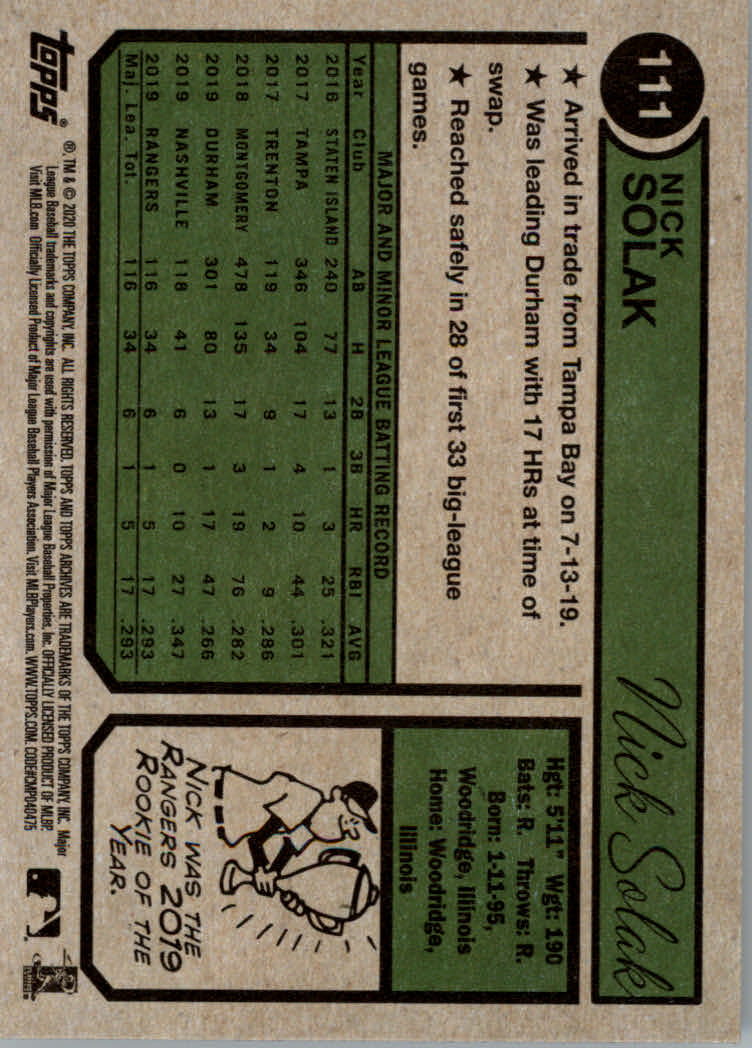 111
NICK
SOLAK
Nick Solak
★ Arrived in trade from Tampa Bay on 7-13-19.
★ Was leading Durham with 17 HRs at time of
swap.
★ Reached safely in 28 of first 33 big-league
games.
MAJOR AND MINOR LEAGUE BATTING RECORD
Year Club AB H 2B 3B HR RBI AVG
2016 STATEN ISLAND 240 77 13 1 3 25 .321
2017 TAMPA 346 104 17 4 10 44 .301
2017 TRENTON 119 34 9 1 2 9 .286
2018 MONTGOMERY 478 135 17 3 19 76 .282
2019 DURHAM 301 80 13 1 17 47 .266
2019 NASHVILLE 118 41 6 0 10 27 .347
2019 RANGERS 116 34 6 1 5 17 .293
Maj. Lea. Tot. 116 34 6 1 5 17 .293
Hgt: 5'11" Wgt: 190
Bats: R. Throws: R.
Born: 1-11-95,
Woodridge, Illinois
Home: Woodridge,
Illinois
NICK WAS THE
RANGERS 2019
ROOKIE OF THE
YEAR.
topps®
®, TM & © 2020 THE TOPPS COMPANY, INC. ALL RIGHTS RESERVED. TOPPS AND TOPPS ARCHIVES ARE TRADEMARKS OF THE TOPPS COMPANY, INC. Major
League Baseball trademarks and copyrights are used with permission of Major League Baseball Properties, Inc. OFFICIALLY LICENSED PRODUCT OF MLBP.
Visit MLB.com Officially Licensed Product of Major League Baseball Players Association. Visit MLBPlayers.com. WWW.TOPPS.COM. CODE#CMP040475